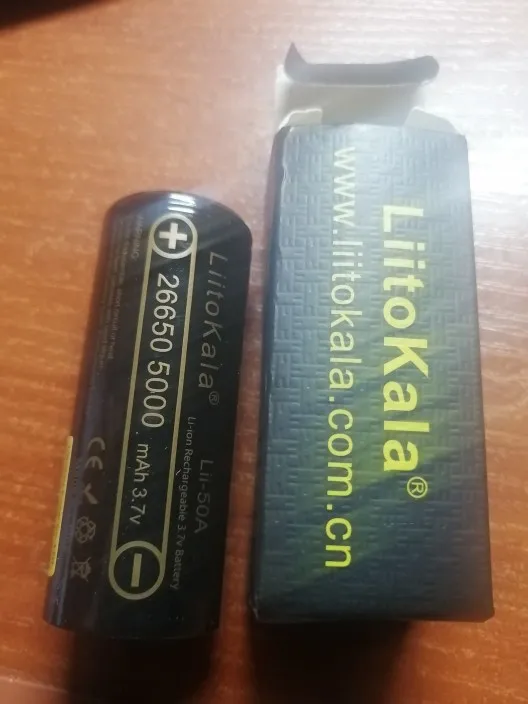 LiitoKala® Lii-50A
Li-ion Rechargeable 3.7v Battery
+ 26650 5000 mAh 3.7v −
CE
LiitoKala®
www.liitokala.com.cn